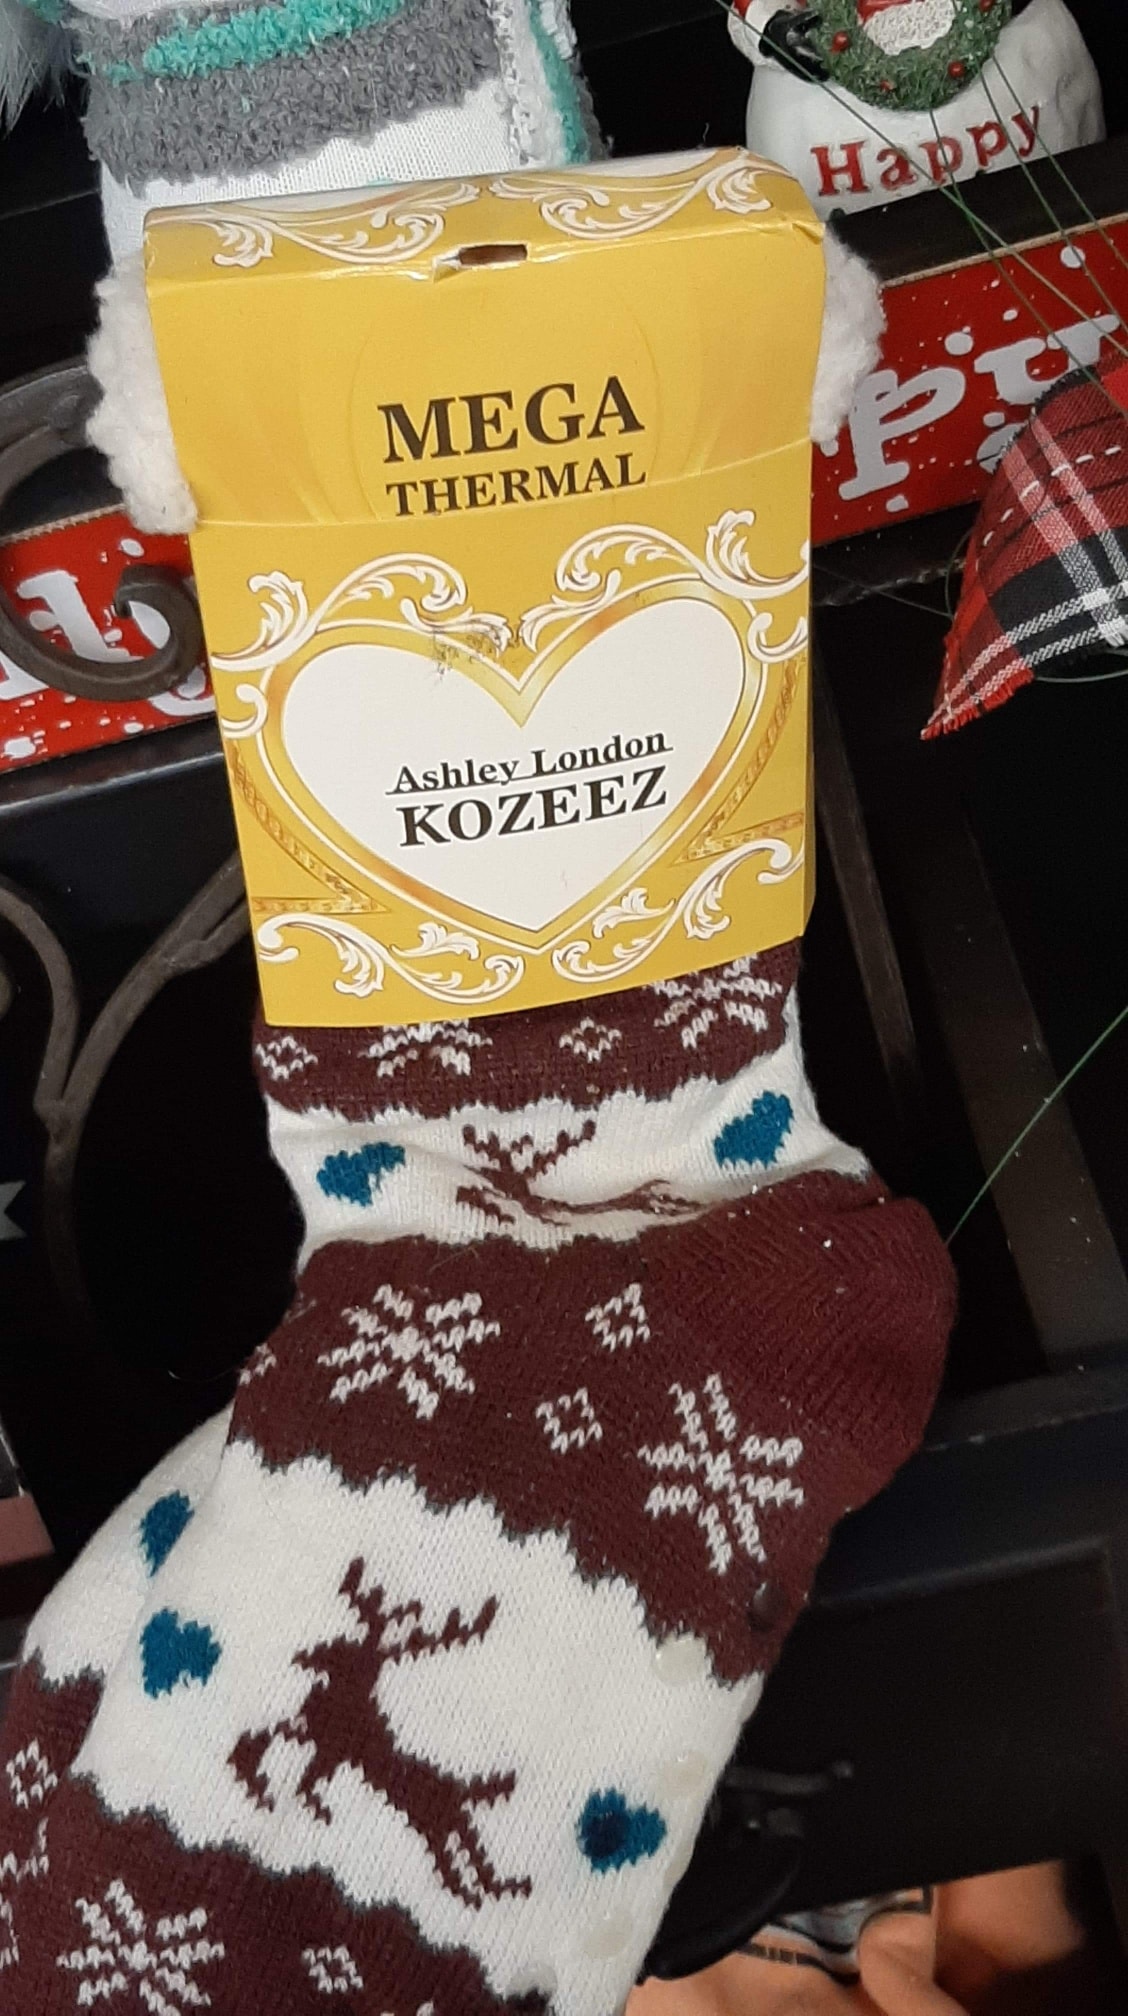 Happy
MEGA
THERMAL
Ashley London
KOZEEZ